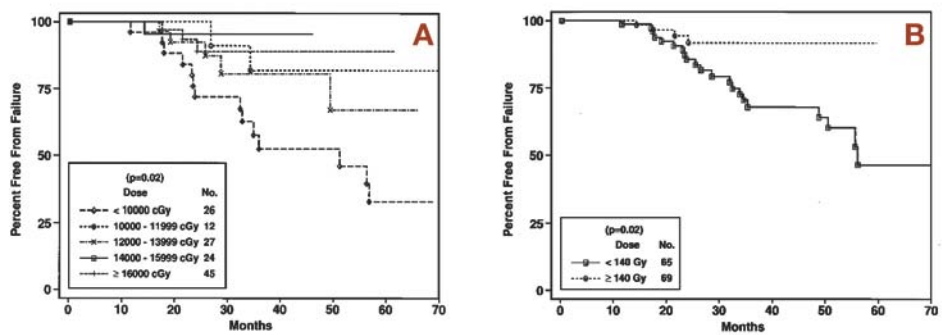 A
Percent Free From Failure
100
75
50
25
0
(p=0.02)
Dose No.
< 10000 cGy 26
10000 - 11999 cGy 12
12000 - 13999 cGy 27
14000 - 15999 cGy 24
≥ 16000 cGy 45
0 10 20 30 40 50 60 70
Months
B
Percent Free From Failure
100
75
50
25
0
(p=0.02)
Dose No.
< 140 Gy 65
≥ 140 Gy 69
0 10 20 30 40 50 60 70
Months